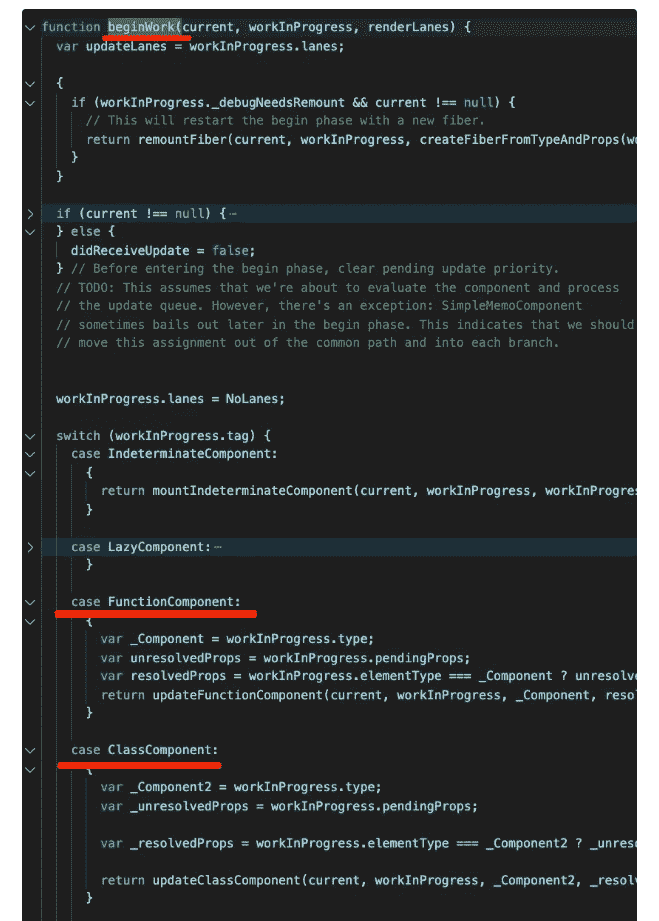 function beginWork(current, workInProgress, renderLanes) {
var updateLanes = workInProgress.lanes;
{
if (workInProgress._debugNeedsRemount && current !== null) {
// This will restart the begin phase with a new fiber.
return remountFiber(current, workInProgress, createFiberFromTypeAndProps(wo
}
}
if (current !== null) {…
} else {
didReceiveUpdate = false;
} // Before entering the begin phase, clear pending update priority.
// TODO: This assumes that we're about to evaluate the component and process
// the update queue. However, there's an exception: SimpleMemoComponent
// sometimes bails out later in the begin phase. This indicates that we should
// move this assignment out of the common path and into each branch.
workInProgress.lanes = NoLanes;
switch (workInProgress.tag) {
case IndeterminateComponent:
{
return mountIndeterminateComponent(current, workInProgress, workInProgres
}
case LazyComponent:…
}
case FunctionComponent:
{
var _Component = workInProgress.type;
var unresolvedProps = workInProgress.pendingProps;
var resolvedProps = workInProgress.elementType === _Component ? unresolve
return updateFunctionComponent(current, workInProgress, _Component, resol
}
case ClassComponent:
{
var _Component2 = workInProgress.type;
var _unresolvedProps = workInProgress.pendingProps;
var _resolvedProps = workInProgress.elementType === _Component2 ? _unreso
return updateClassComponent(current, workInProgress, _Component2, _resolv
}